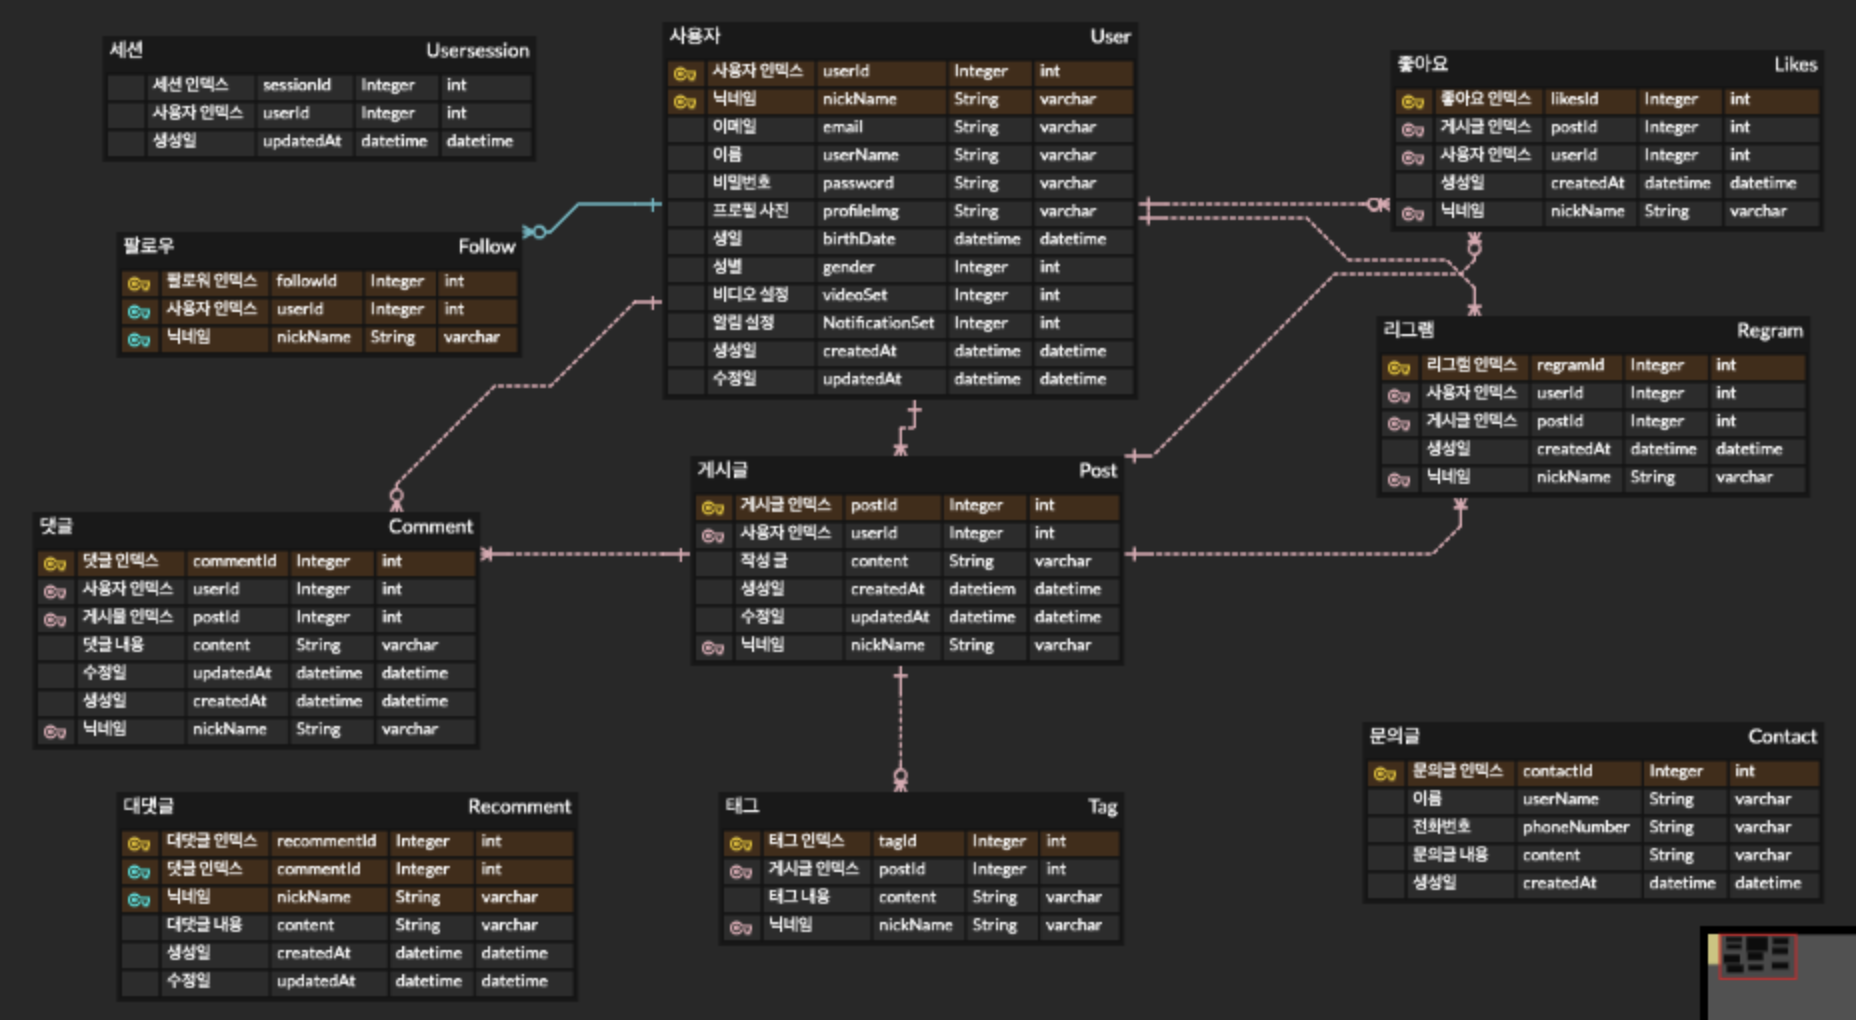 세션 Usersession
세션 인덱스 sessionId Integer int
사용자 인덱스 userId Integer int
생성일 updatedAt datetime datetime
사용자 User
사용자 인덱스 userId Integer int
닉네임 nickName String varchar
이메일 email String varchar
이름 userName String varchar
비밀번호 password String varchar
프로필 사진 profileImg String varchar
생일 birthDate datetime datetime
성별 gender Integer int
비디오 설정 videoSet Integer int
알림 설정 NotificationSet Integer int
생성일 createdAt datetime datetime
수정일 updatedAt datetime datetime
좋아요 Likes
좋아요 인덱스 likesId Integer int
게시글 인덱스 postId Integer int
사용자 인덱스 userId Integer int
생성일 createdAt datetime datetime
닉네임 nickName String varchar
팔로우 Follow
팔로워 인덱스 followId Integer int
사용자 인덱스 userId Integer int
닉네임 nickName String varchar
리그램 Regram
리그램 인덱스 regramId Integer int
사용자 인덱스 userId Integer int
게시글 인덱스 postId Integer int
생성일 createdAt datetime datetime
닉네임 nickName String varchar
게시글 Post
게시글 인덱스 postId Integer int
사용자 인덱스 userId Integer int
작성 글 content String varchar
생성일 createdAt datetiem datetime
수정일 updatedAt datetime datetime
닉네임 nickName String varchar
댓글 Comment
댓글 인덱스 commentId Integer int
사용자 인덱스 userId Integer int
게시물 인덱스 postId Integer int
댓글 내용 content String varchar
수정일 updatedAt datetime datetime
생성일 createdAt datetime datetime
닉네임 nickName String varchar
대댓글 Recomment
대댓글 인덱스 recommentId Integer int
댓글 인덱스 commentId Integer int
닉네임 nickName String varchar
대댓글 내용 content String varchar
생성일 createdAt datetime datetime
수정일 updatedAt datetime datetime
태그 Tag
태그 인덱스 tagId Integer int
게시글 인덱스 postId Integer int
태그 내용 content String varchar
닉네임 nickName String varchar
문의글 Contact
문의글 인덱스 contactId Integer int
이름 userName String varchar
전화번호 phoneNumber String varchar
문의글 내용 content String varchar
생성일 createdAt datetime datetime